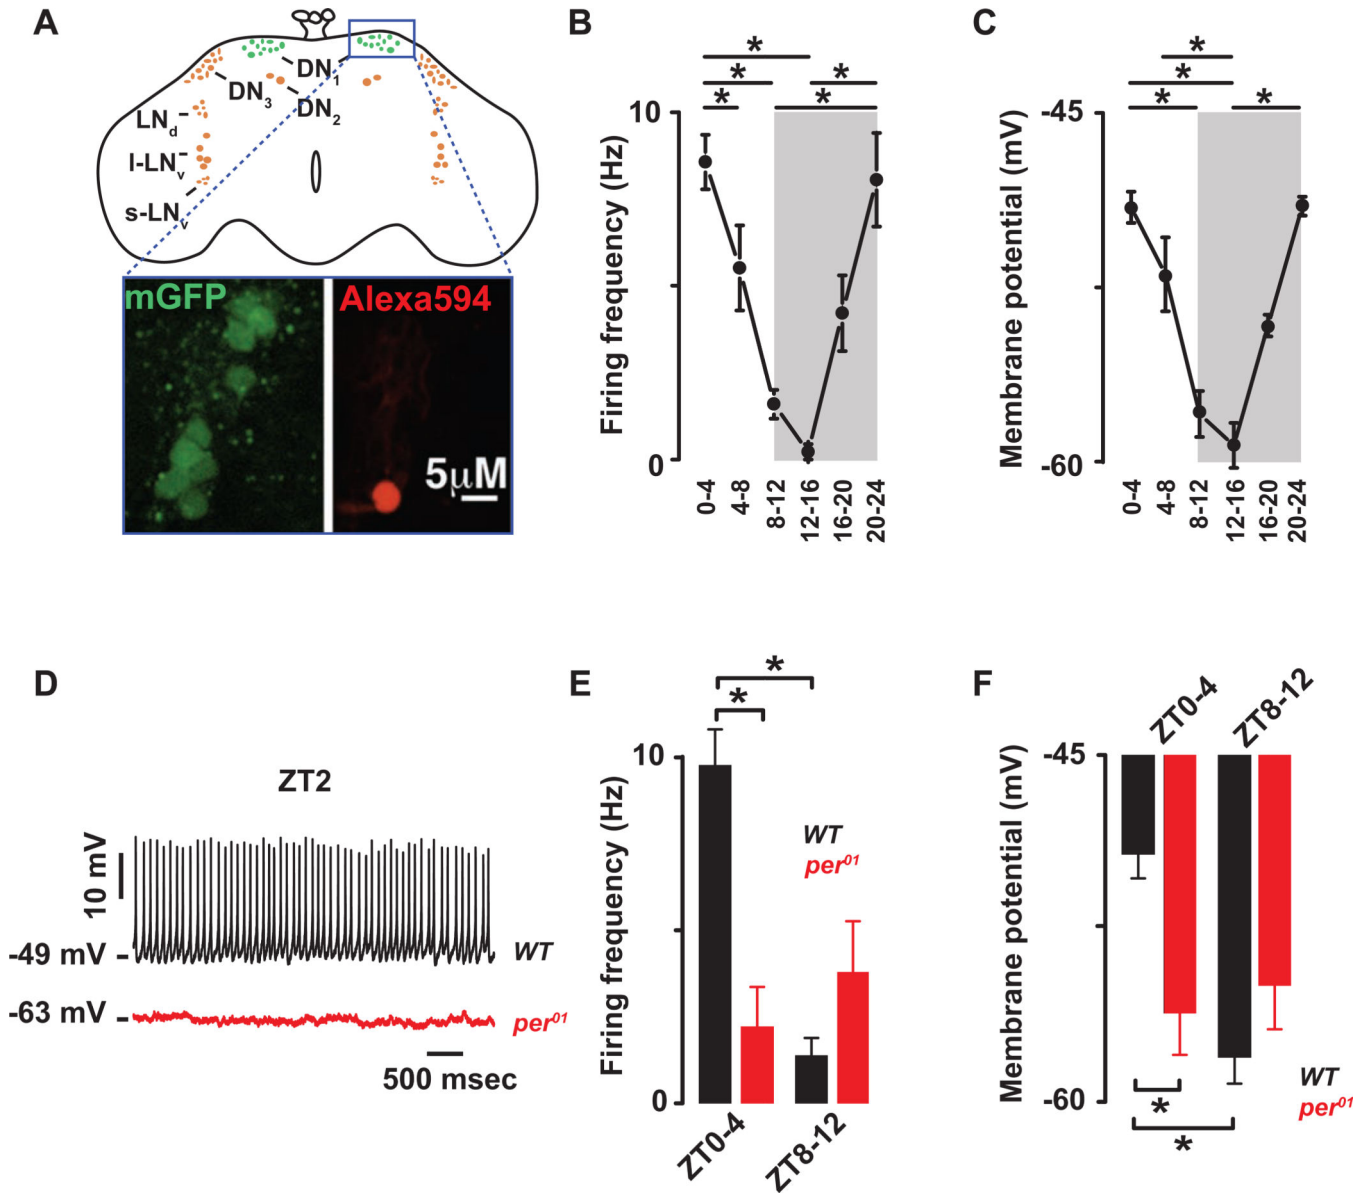 A
DN1
DN3
DN2
LNd
l-LNv
s-LNv
mGFP
Alexa594
5µM
B
* * * * * *
Firing frequency (Hz)
10
0
0-4
4-8
8-12
12-16
16-20
20-24
C
* * * *
Membrane potential (mV)
-45
-60
0-4
4-8
8-12
12-16
16-20
20-24
D
ZT2
10 mV
-49 mV
WT
-63 mV
per01
500 msec
E
*
*
Firing frequency (Hz)
10
0
WT
per01
ZT0-4
ZT8-12
F
ZT0-4
ZT8-12
Membrane potential (mV)
-45
-60
WT
per01
*
*